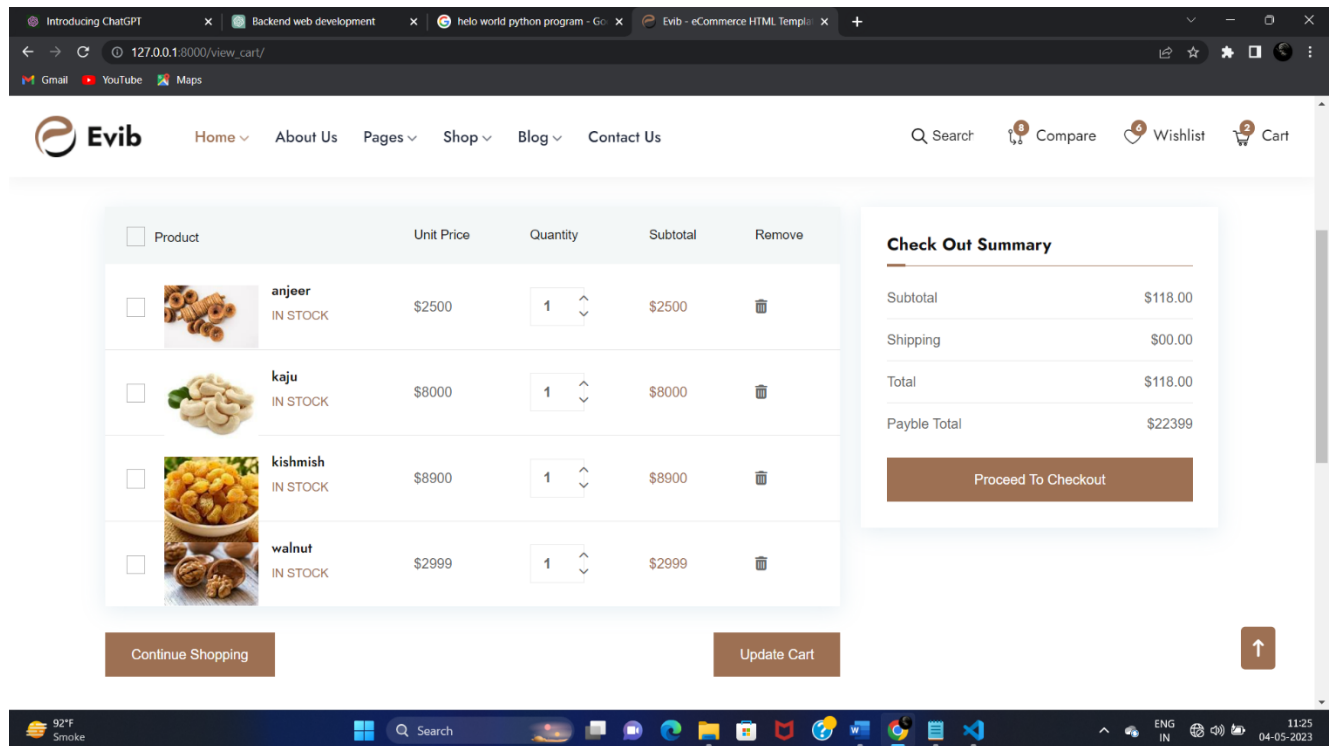 Introducing ChatGPT
Backend web development
helo world python program - Go
Evib - eCommerce HTML Templa
127.0.0.1:8000/view_cart/
Gmail YouTube Maps
Evib Home About Us Pages Shop Blog Contact Us Search 8 Compare 6 Wishlist 2 Cart
Product Unit Price Quantity Subtotal Remove
anjeer
IN STOCK
$2500 1 $2500
kaju
IN STOCK
$8000 1 $8000
kishmish
IN STOCK
$8900 1 $8900
walnut
IN STOCK
$2999 1 $2999
Continue Shopping Update Cart
Check Out Summary
Subtotal $118.00
Shipping $00.00
Total $118.00
Payble Total $22399
Proceed To Checkout
92°F
Smoke
Search
ENG
IN
11:25
04-05-2023